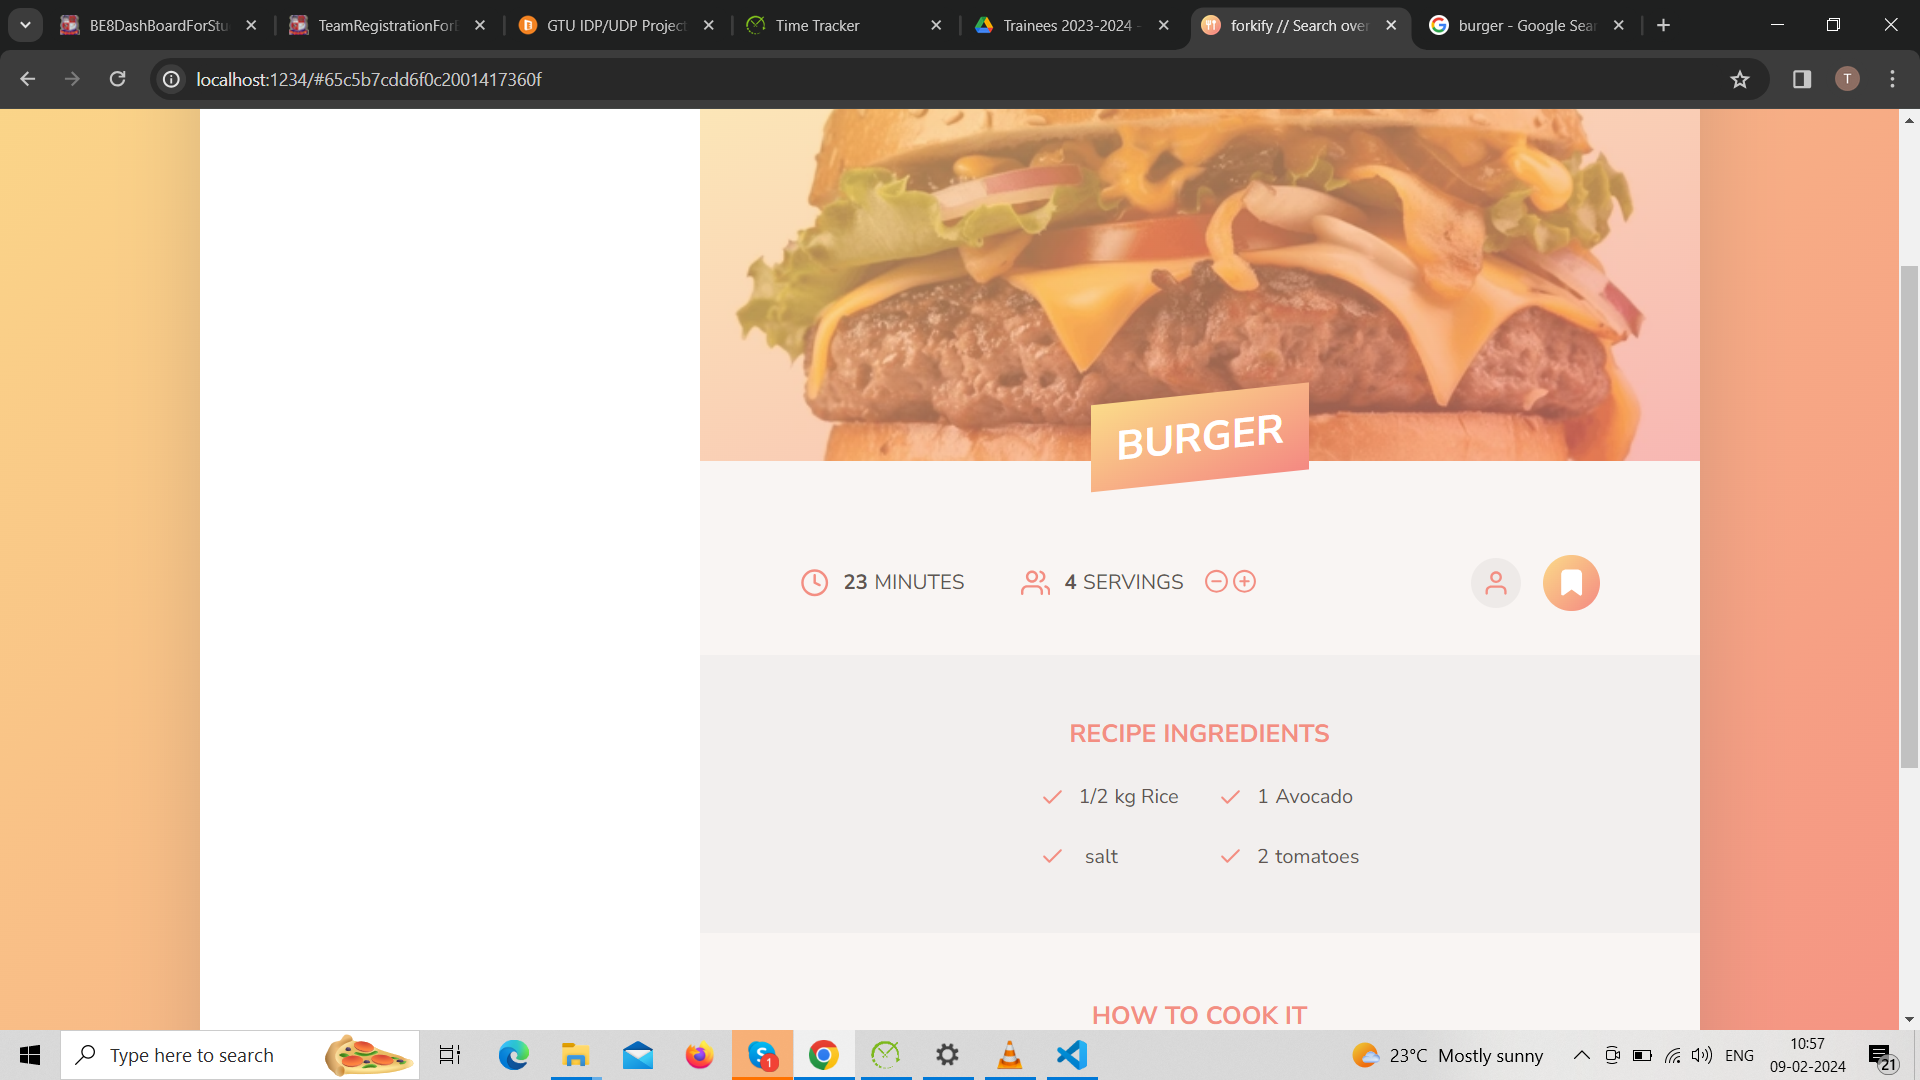 BE8DashBoardForStu
TeamRegistrationForB
GTU IDP/UDP Project
Time Tracker
Trainees 2023-2024 -
forkify // Search over
burger - Google Sear
localhost:1234/#65c5b7cdd6f0c2001417360f
T
BURGER
23 MINUTES
4 SERVINGS
RECIPE INGREDIENTS
1/2 kg Rice
1 Avocado
salt
2 tomatoes
HOW TO COOK IT
Type here to search
S
1
23°C Mostly sunny
ENG
10:57
09-02-2024
21